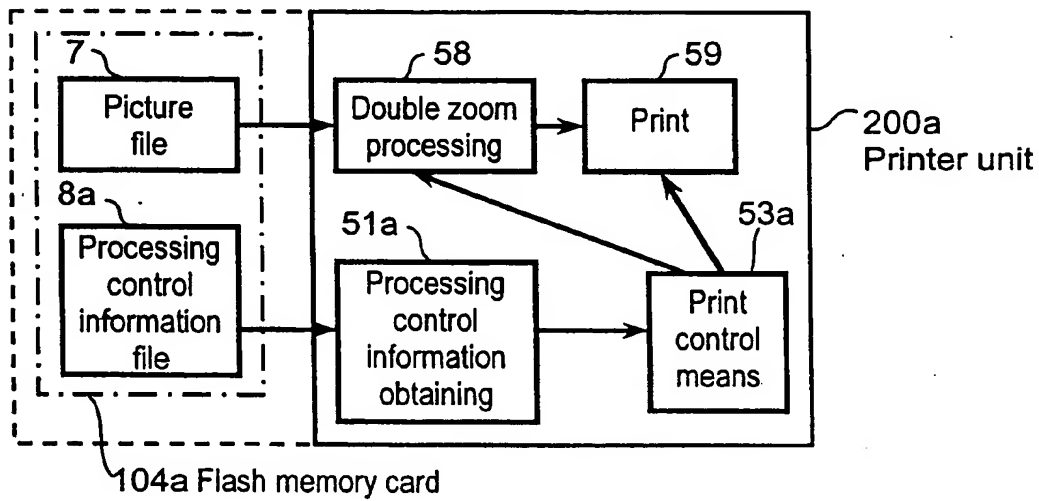 7
58
59
Picture
file
Double zoom
processing
Print
200a
Printer unit
8a
51a
53a
Processing
control
information
file
Processing
control
information
obtaining
Print
control
means
104a Flash memory card